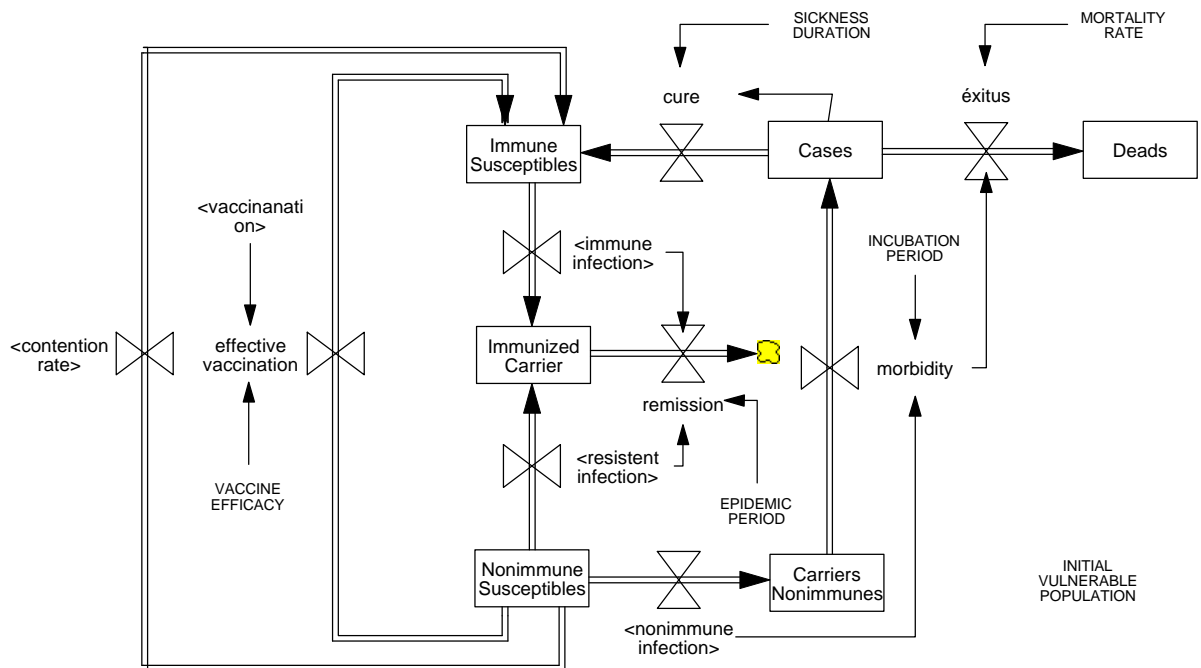 SICKNESS
DURATION
MORTALITY
RATE
cure
éxitus
Immune
Susceptibles
Cases
Deads
<vaccinanati
on>
<immune
infection>
INCUBATION
PERIOD
<contention
rate>
effective
vaccination
Immunized
Carrier
morbidity
remission
<resistent
infection>
VACCINE
EFFICACY
EPIDEMIC
PERIOD
Nonimmune
Susceptibles
Carriers
Nonimmunes
INITIAL
VULNERABLE
POPULATION
<nonimmune
infection>